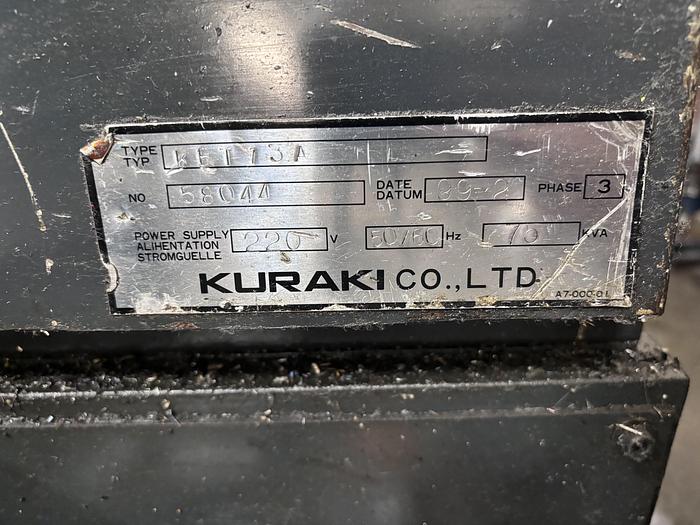 TYPE
TYP
NO 58044 DATE
DATUM 99-2 PHASE 3
POWER SUPPLY
ALIHENTATION
STROMGUELLE 220 V 50/60 Hz 75 KVA
KURAKI CO.,LTD
A7-000-01